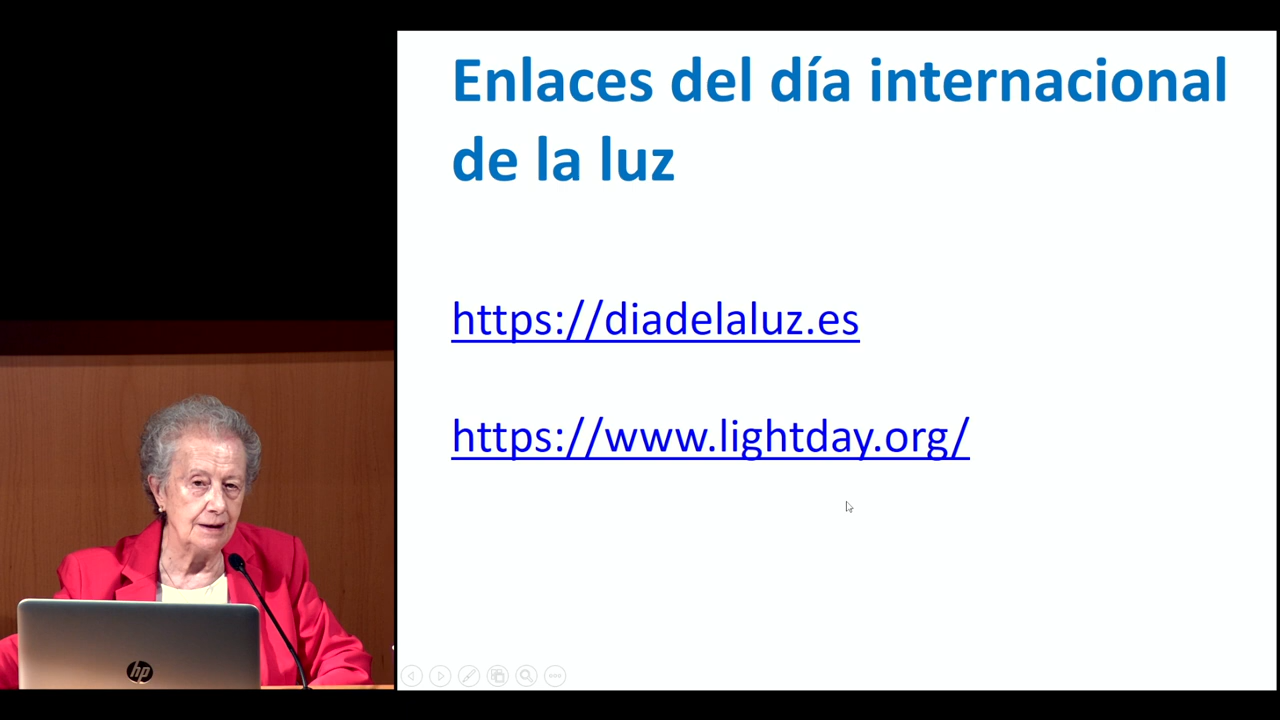 Enlaces del día internacional
de la luz
https://diadelaluz.es
https://www.lightday.org/
hp